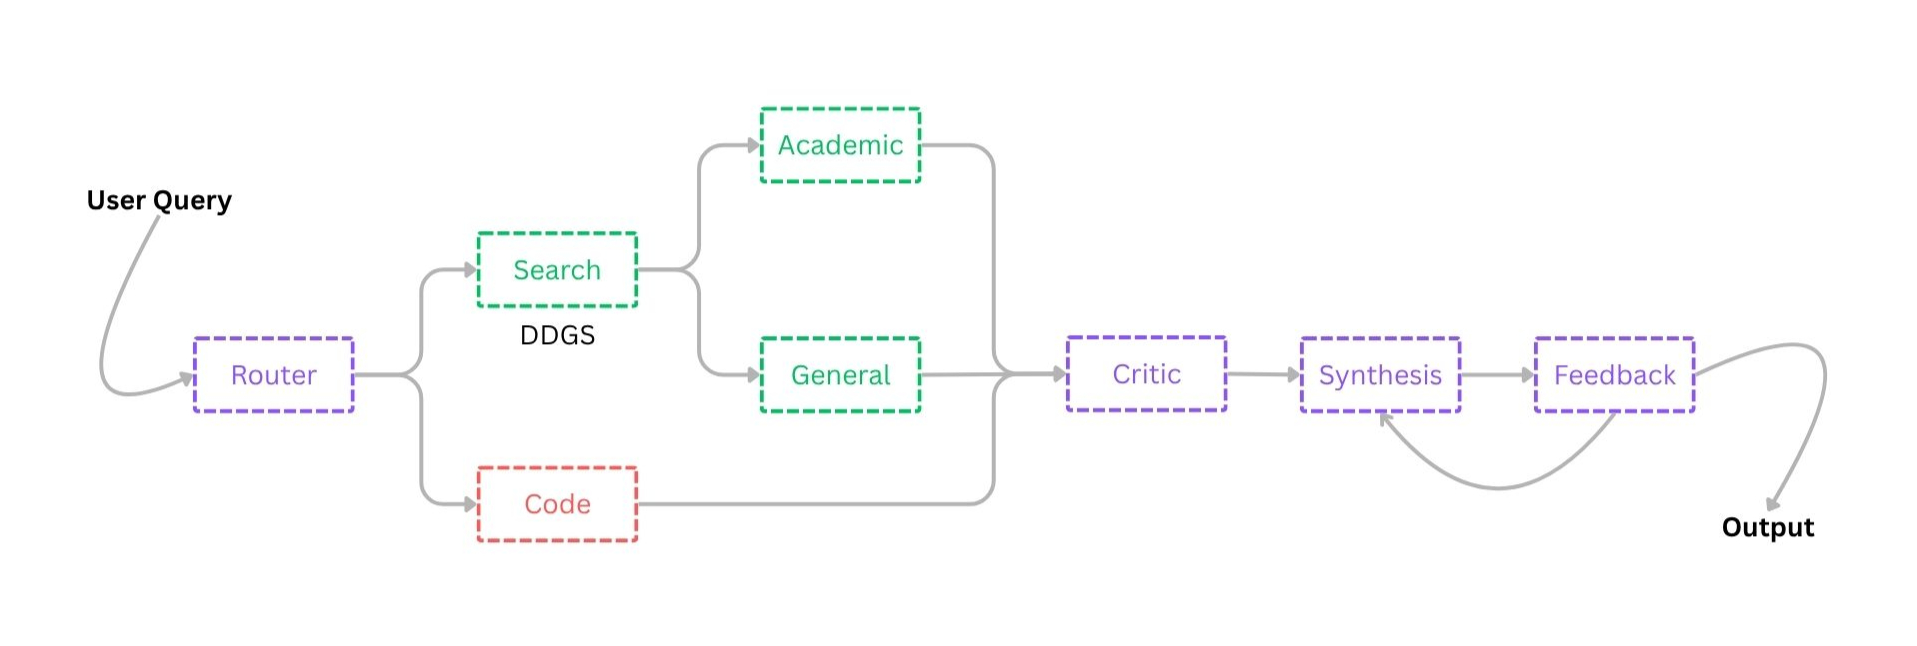 User Query
Router
Search
DDGS
Code
Academic
General
Critic
Synthesis
Feedback
Output